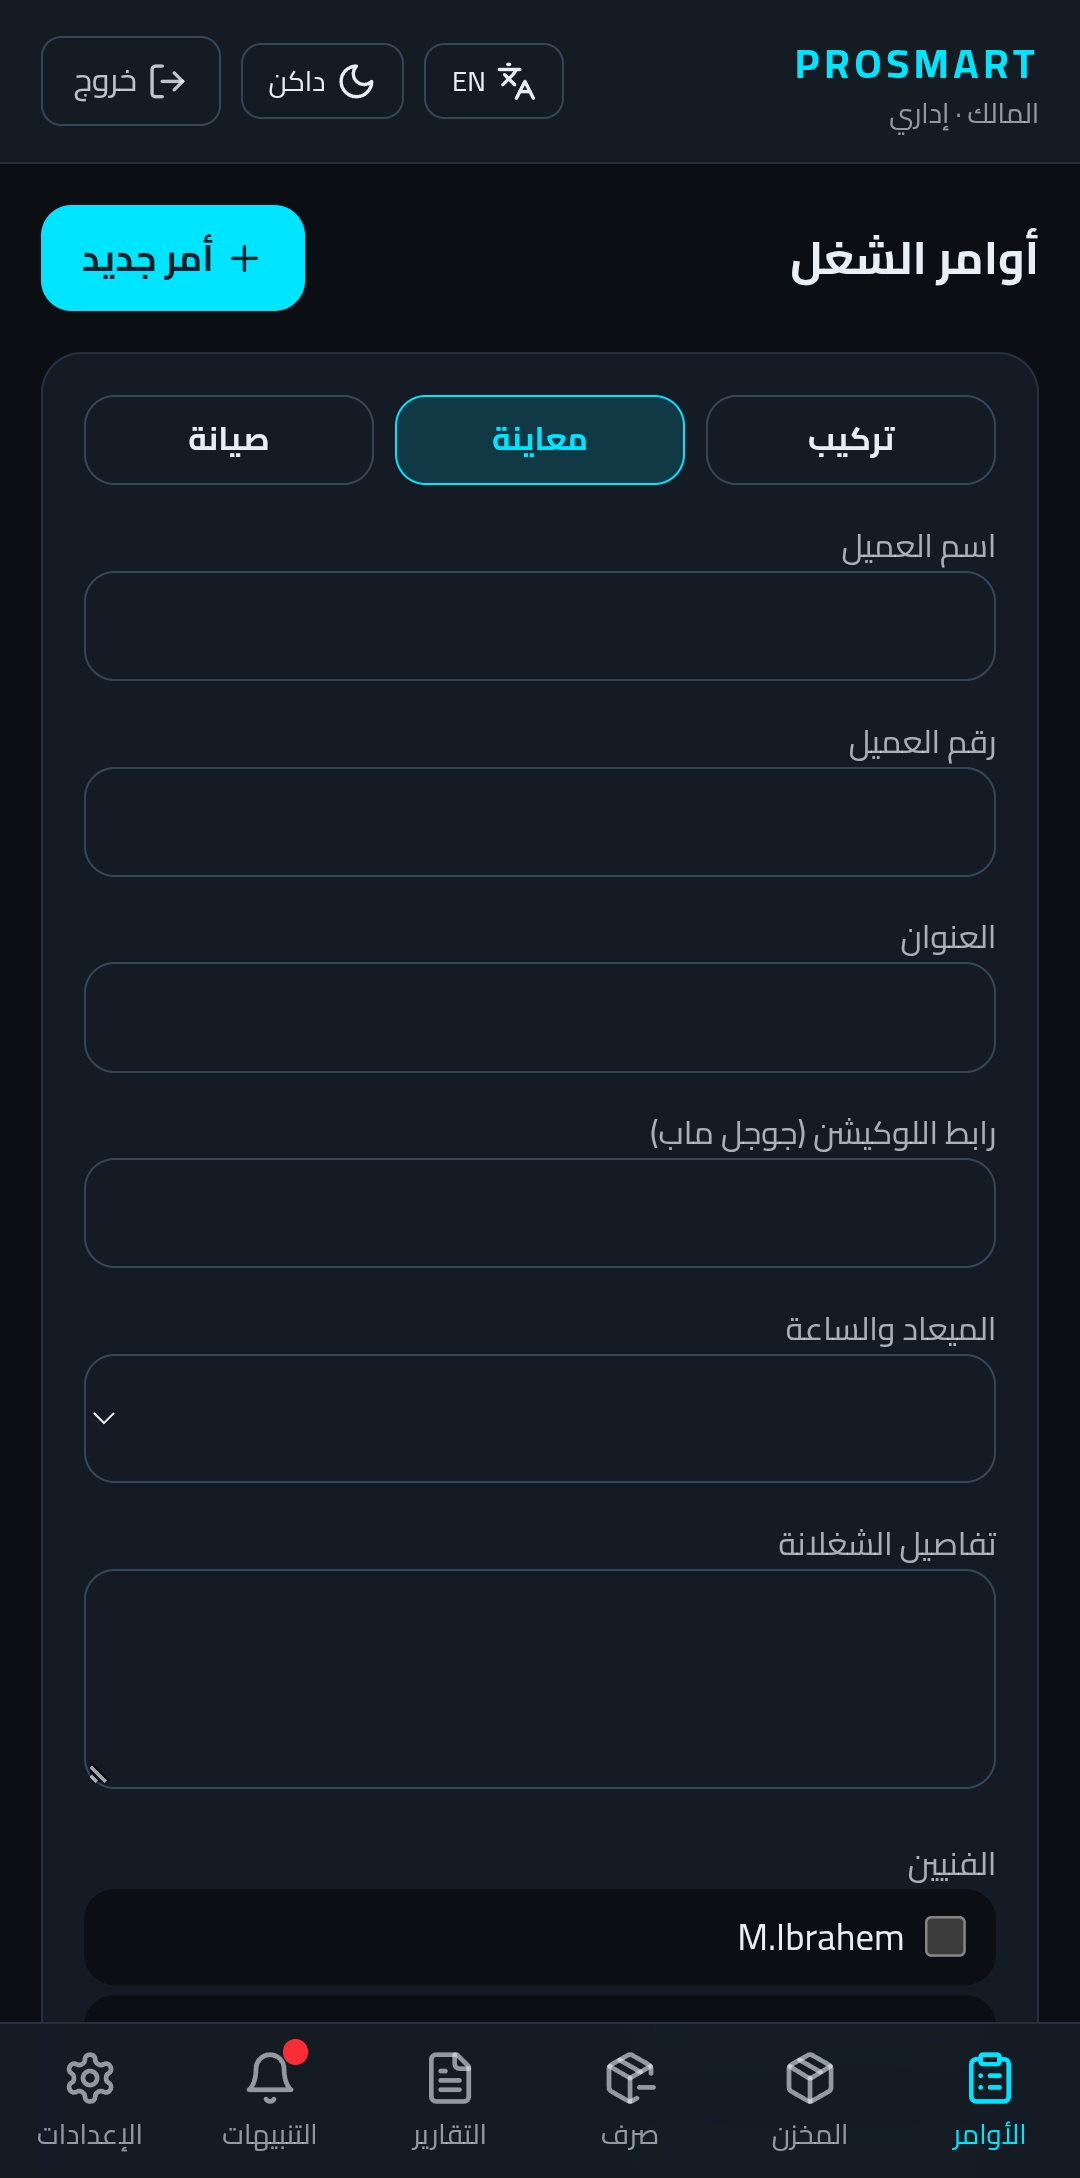 PROSMART
المالك · إداري
EN
داكن
خروج
أوامر الشغل
+ أمر جديد
تركيب
معاينة
صيانة
اسم العميل
رقم العميل
العنوان
رابط اللوكيشن (جوجل ماب)
الميعاد والساعة
تفاصيل الشغلانة
الفنيين
M.Ibrahem
الأوامر
المخزن
صرف
التقارير
التنبيهات
الإعدادات